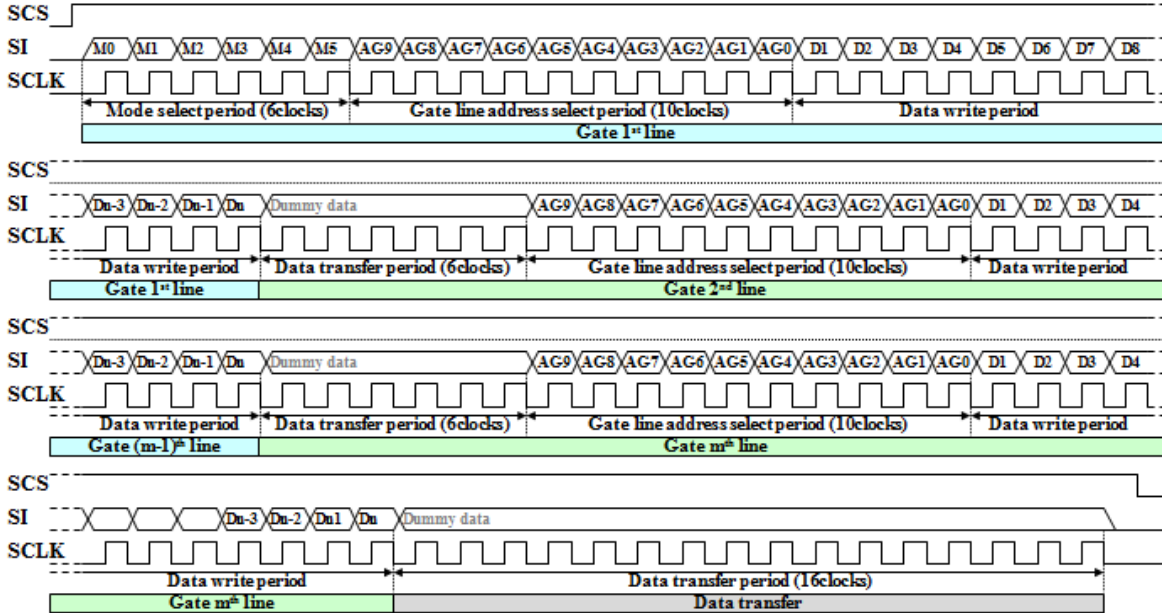 SCS
SI M0 M1 M2 M3 M4 M5 AG9 AG8 AG7 AG6 AG5 AG4 AG3 AG2 AG1 AG0 D1 D2 D3 D4 D5 D6 D7 D8
SCLK
Mode select period (6clocks) Gate line address select period (10clocks) Data write period
Gate 1st line
SCS
SI Dn-3 Dn-2 Dn-1 Dn Dummy data AG9 AG8 AG7 AG6 AG5 AG4 AG3 AG2 AG1 AG0 D1 D2 D3 D4
SCLK
Data write period Data transfer period (6clocks) Gate line address select period (10clocks) Data write period
Gate 1st line Gate 2nd line
SCS
SI Dn-3 Dn-2 Dn-1 Dn Dummy data AG9 AG8 AG7 AG6 AG5 AG4 AG3 AG2 AG1 AG0 D1 D2 D3 D4
SCLK
Data write period Data transfer period (6clocks) Gate line address select period (10clocks) Data write period
Gate (m-1)th line Gate mth line
SCS
SI Dn-3 Dn-2 Dn1 Dn Dummy data
SCLK
Data write period Data transfer period (16clocks)
Gate mth line Data transfer